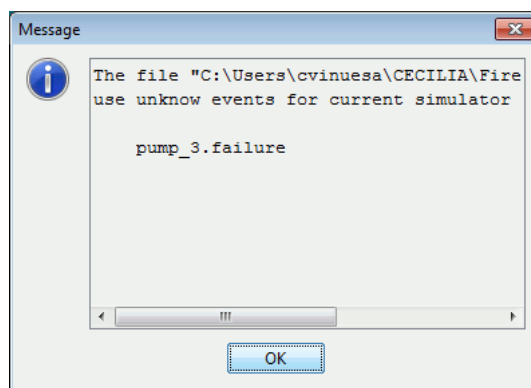 Message
The file "C:\Users\cvinuesa\CECILIA\Fire
use unknow events for current simulator
pump_3.failure
OK